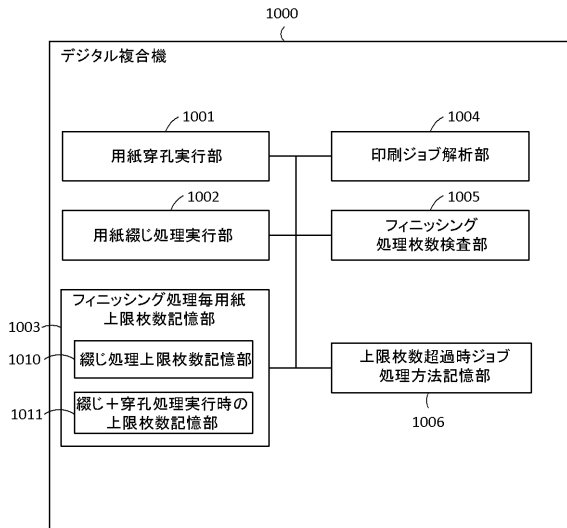 1000
デジタル複合機
1001
用紙穿孔実行部
1004
印刷ジョブ解析部
1002
用紙綴じ処理実行部
1005
フィニッシング
処理枚数検査部
1003
フィニッシング処理毎用紙
上限枚数記憶部
1010
綴じ処理上限枚数記憶部
1011
綴じ＋穿孔処理実行時の
上限枚数記憶部
上限枚数超過時ジョブ
処理方法記憶部
1006